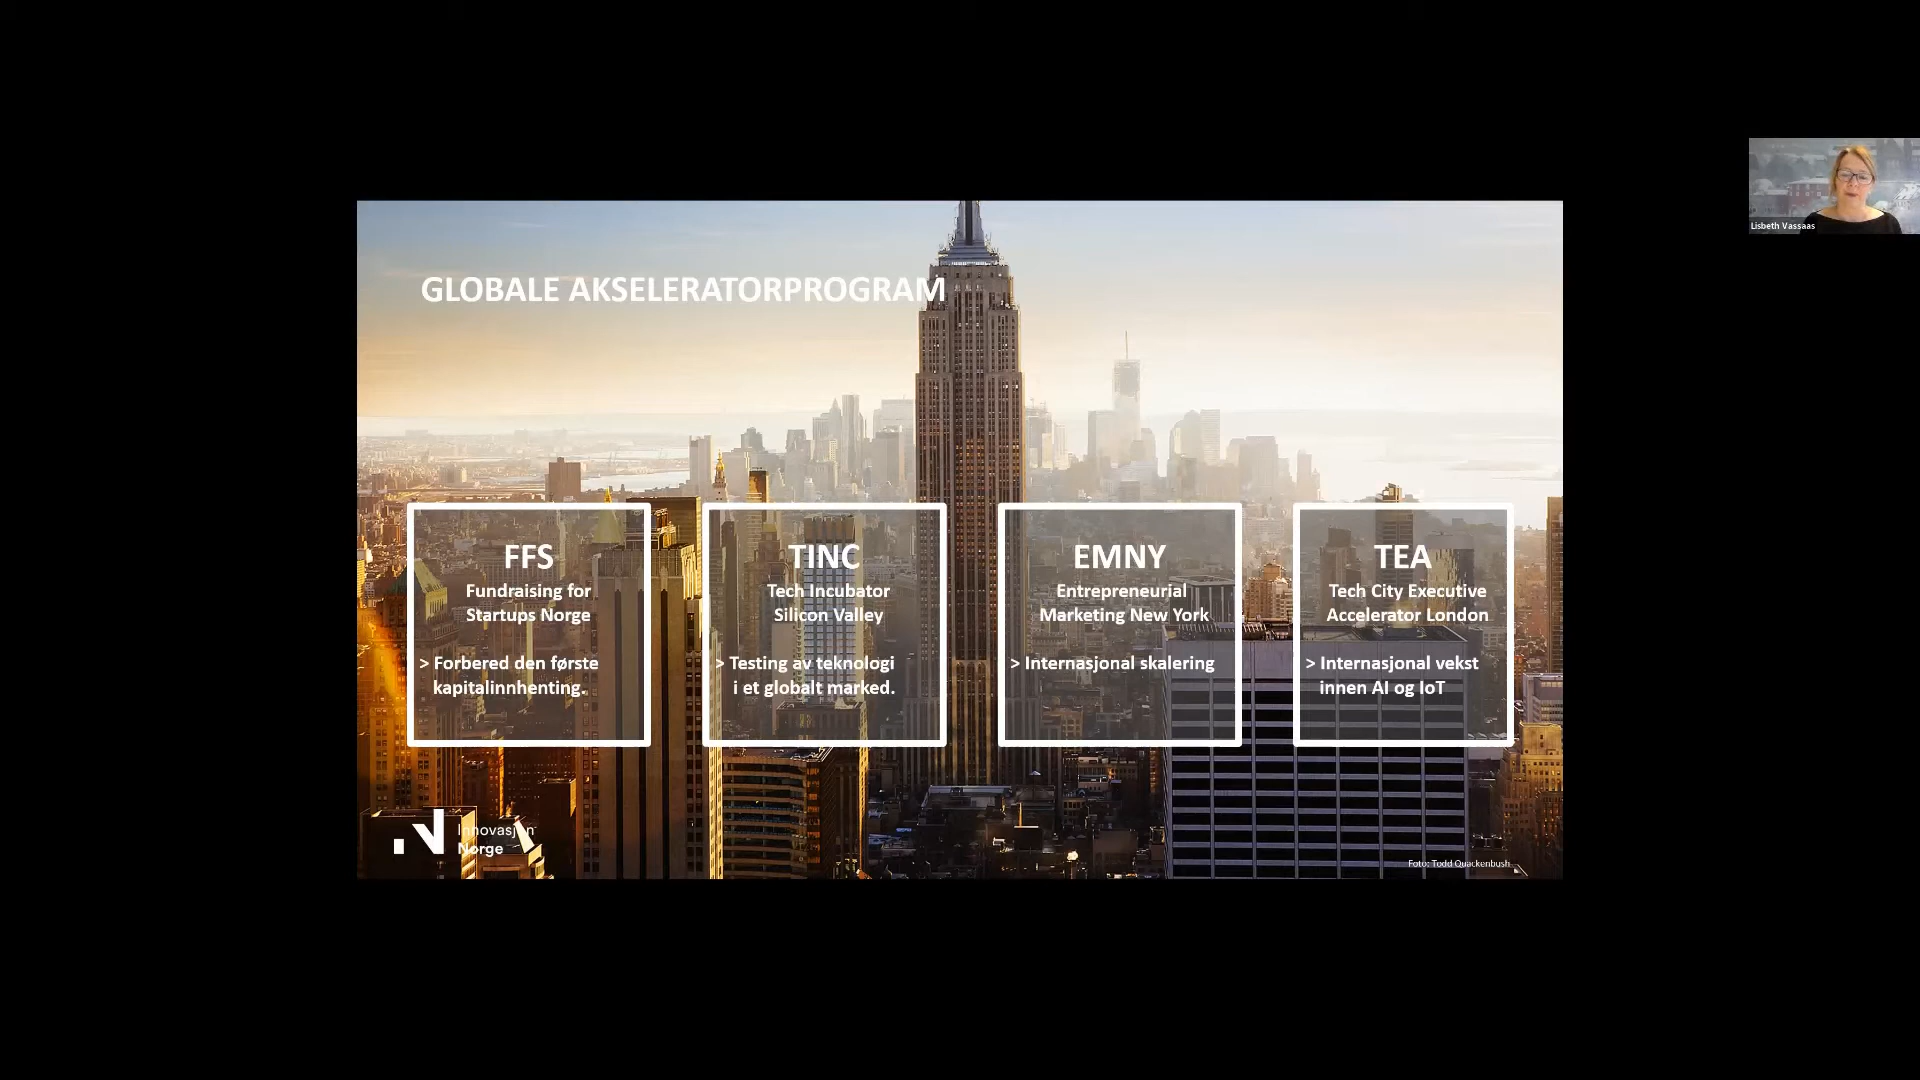 GLOBALE AKSELERATORPROGRAM
FFS
Fundraising for
Startups Norge
> Forbered den første
kapitalinnhenting.
TINC
Tech Incubator
Silicon Valley
> Testing av teknologi
i et globalt marked.
EMNY
Entrepreneurial
Marketing New York
> Internasjonal skalering
TEA
Tech City Executive
Accelerator London
> Internasjonal vekst
innen AI og IoT
Innovasjon
Norge
Foto: Todd Quackenbush
Lisbeth Vassaas